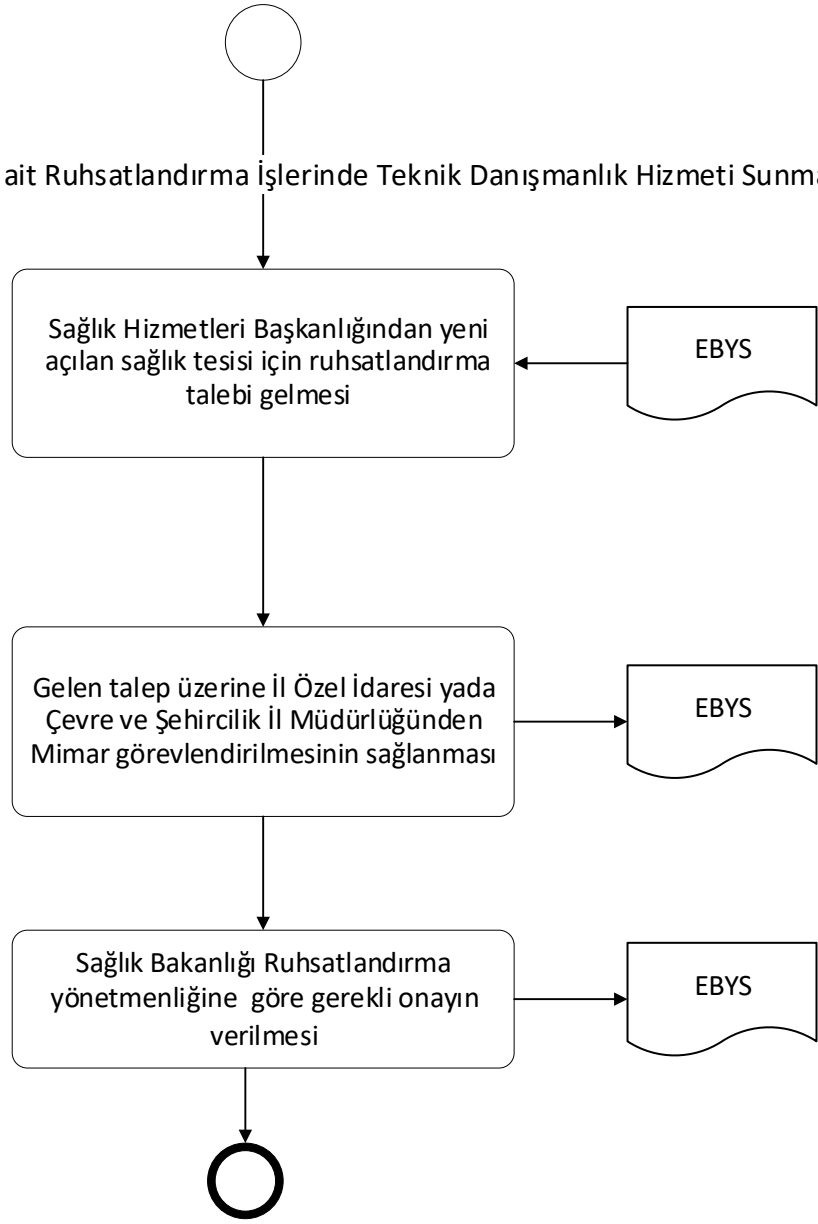 ait Ruhsatlandırma İşlerinde Teknik Danışmanlık Hizmeti
Sağlık Hizmetleri Başkanlığından yeni
açılan sağlık tesisi için ruhsatlandırma
talebi gelmesi
EBYS
Gelen talep üzerine İl Özel İdaresi yada
Çevre ve Şehircilik İl Müdürlüğünden
Mimar görevlendirilmesinin sağlanması
EBYS
Sağlık Bakanlığı Ruhsatlandırma
yönetmenliğine göre gerekli onayın
verilmesi
EBYS